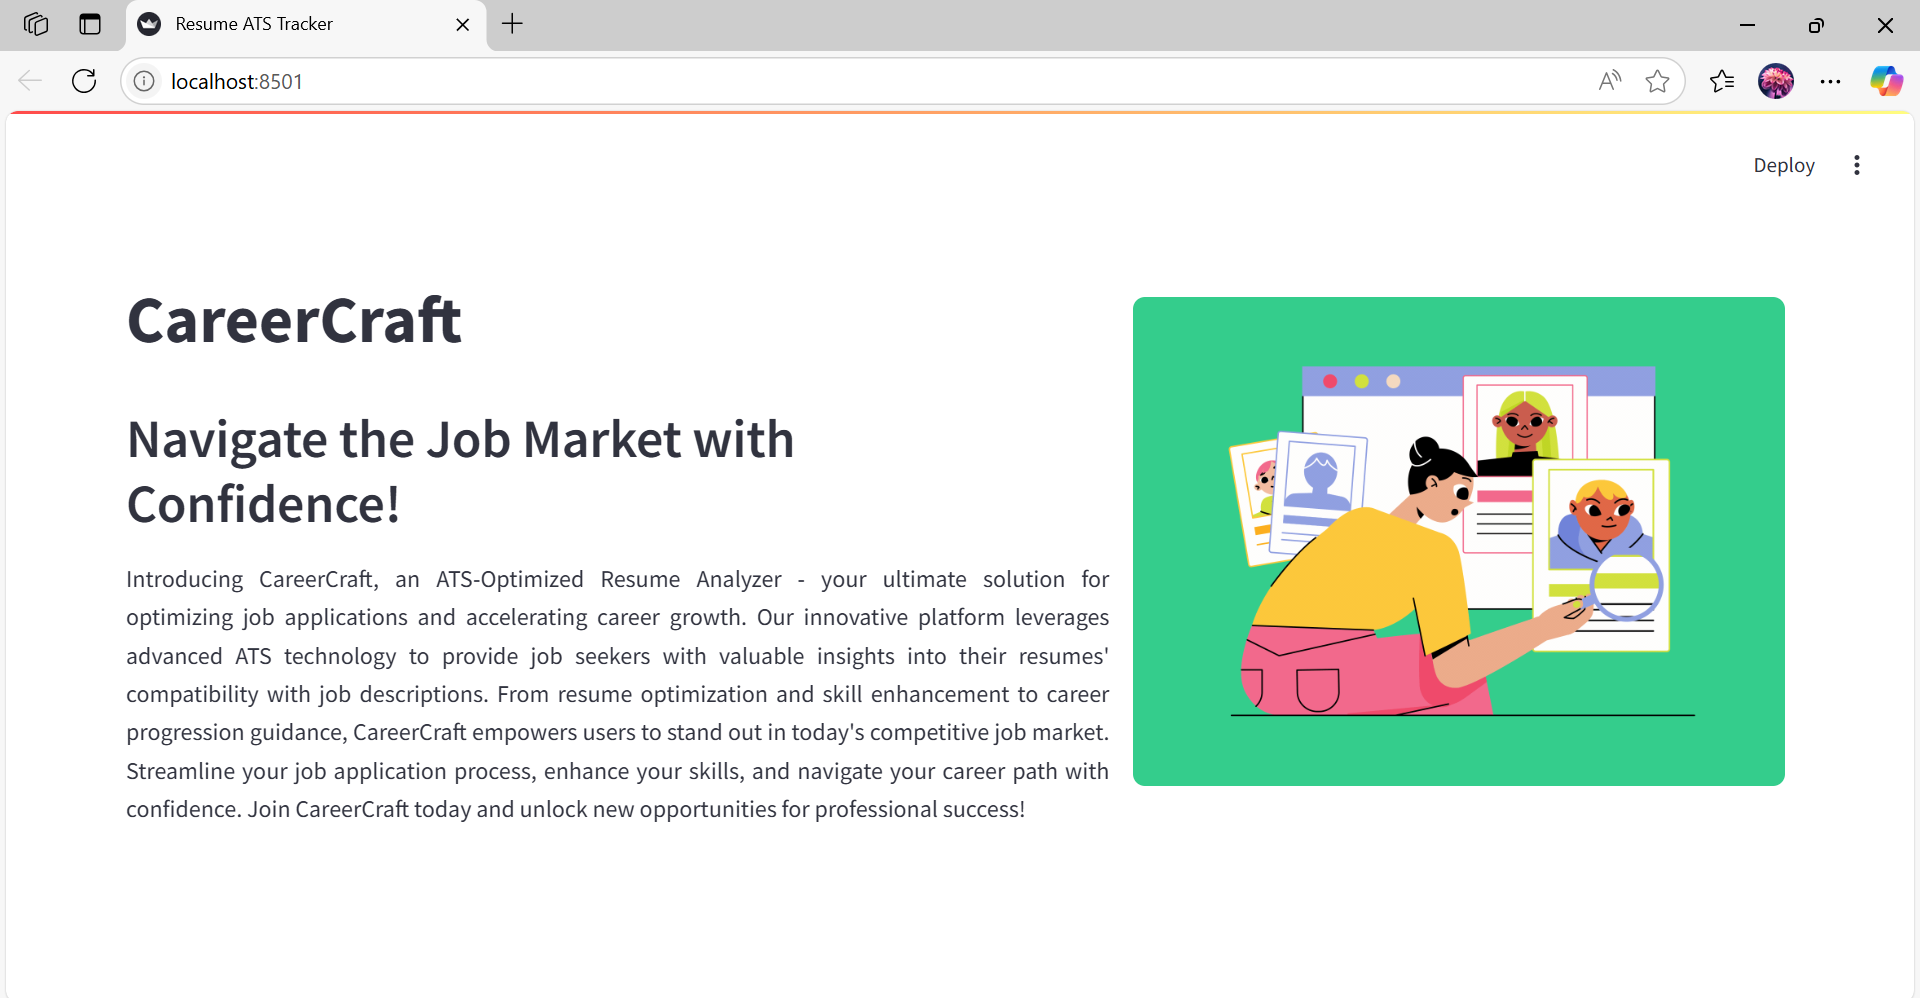 Resume ATS Tracker
localhost:8501
Deploy
CareerCraft
Navigate the Job Market with
Confidence!
Introducing CareerCraft, an ATS-Optimized Resume Analyzer - your ultimate solution for
optimizing job applications and accelerating career growth. Our innovative platform leverages
advanced ATS technology to provide job seekers with valuable insights into their resumes'
compatibility with job descriptions. From resume optimization and skill enhancement to career
progression guidance, CareerCraft empowers users to stand out in today's competitive job market.
Streamline your job application process, enhance your skills, and navigate your career path with
confidence. Join CareerCraft today and unlock new opportunities for professional success!